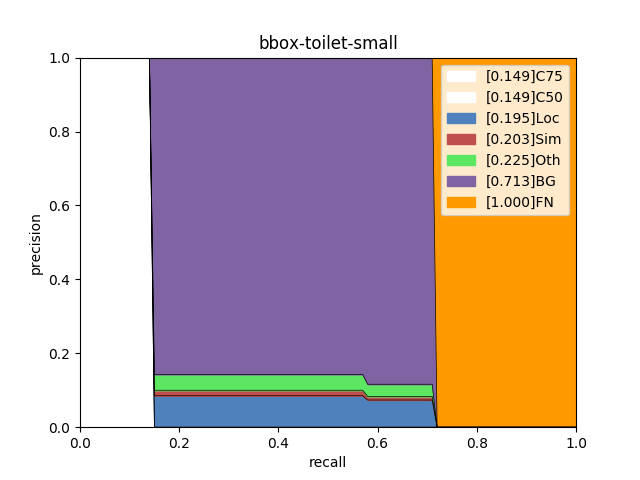 bbox-toilet-small
1.0
0.8
0.6
0.4
0.2
0.0
precision
[0.149]C75
[0.149]C50
[0.195]Loc
[0.203]Sim
[0.225]Oth
[0.713]BG
[1.000]FN
0.0 0.2 0.4 0.6 0.8 1.0
recall